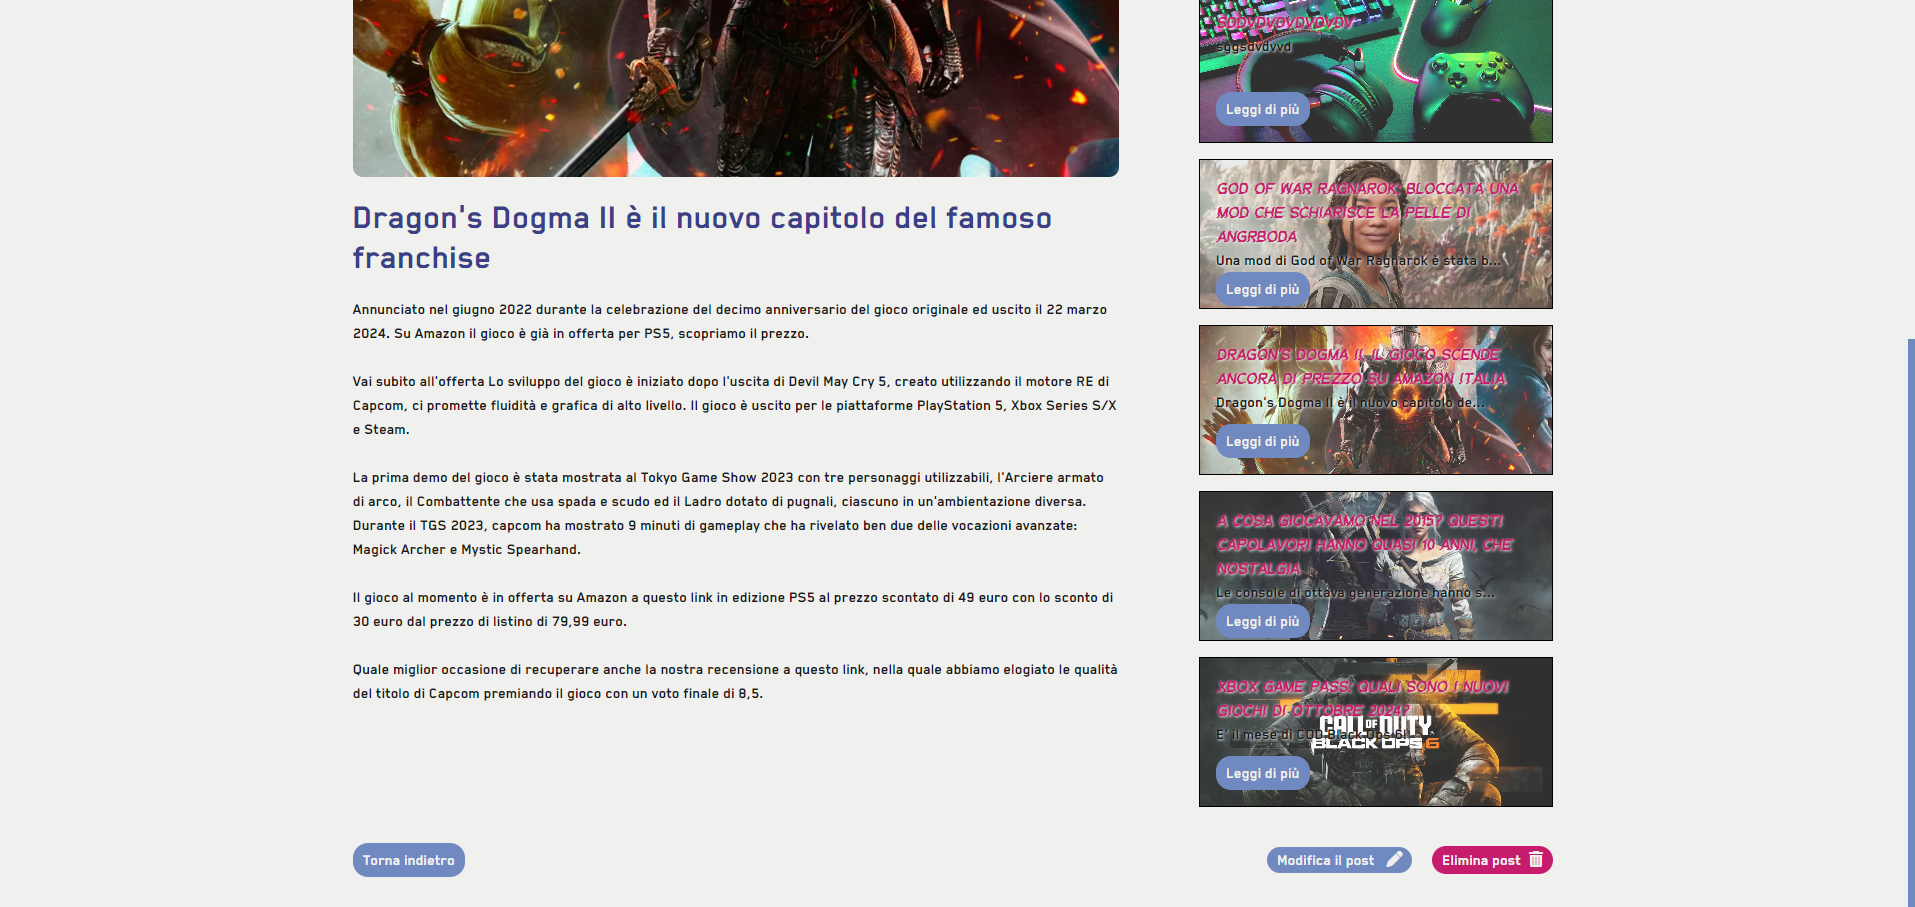 Dragon's Dogma II è il nuovo capitolo del famoso
franchise
Annunciato nel giugno 2022 durante la celebrazione del decimo anniversario del gioco originale ed uscito il 22 marzo
2024. Su Amazon il gioco è già in offerta per PS5, scopriamo il prezzo.
Vai subito all'offerta Lo sviluppo del gioco è iniziato dopo l'uscita di Devil May Cry 5, creato utilizzando il motore RE di
Capcom, ci promette fluidità e grafica di alto livello. Il gioco è uscito per le piattaforme PlayStation 5, Xbox Series S/X
e Steam.
La prima demo del gioco è stata mostrata al Tokyo Game Show 2023 con tre personaggi utilizzabili, l'Arciere armato
di arco, il Combattente che usa spada e scudo ed il Ladro dotato di pugnali, ciascuno in un'ambientazione diversa.
Durante il TGS 2023, capcom ha mostrato 9 minuti di gameplay che ha rivelato ben due delle vocazioni avanzate:
Magick Archer e Mystic Spearhand.
Il gioco al momento è in offerta su Amazon a questo link in edizione PS5 al prezzo scontato di 49 euro con lo sconto di
30 euro dal prezzo di listino di 79,99 euro.
Quale miglior occasione di recuperare anche la nostra recensione a questo link, nella quale abbiamo elogiato le qualità
del titolo di Capcom premiando il gioco con un voto finale di 8,5.
SDDVDVDVDVDVDV
sggsdvdvvd
Leggi di più
GOD OF WAR RAGNAROK, BLOCCATA UNA
MOD CHE SCHIARISCE LA PELLE DI
ANGRBODA
Una mod di God of War Ragnarok è stata b...
Leggi di più
DRAGON'S DOGMA II, IL GIOCO SCENDE
ANCORA DI PREZZO SU AMAZON ITALIA
Dragon's Dogma II è il nuovo capitolo de...
Leggi di più
A COSA GIOCAVAMO NEL 2015? QUESTI
CAPOLAVORI HANNO QUASI 10 ANNI, CHE
NOSTALGIA
Le console di ottava generazione hanno s...
Leggi di più
XBOX GAME PASS: QUALI SONO I NUOVI
GIOCHI DI OTTOBRE 2024?
CALL OF DUTY
E' il mese di COD Black Ops 6!
BLACK OPS 6
Leggi di più
Torna indietro
Modifica il post
Elimina post